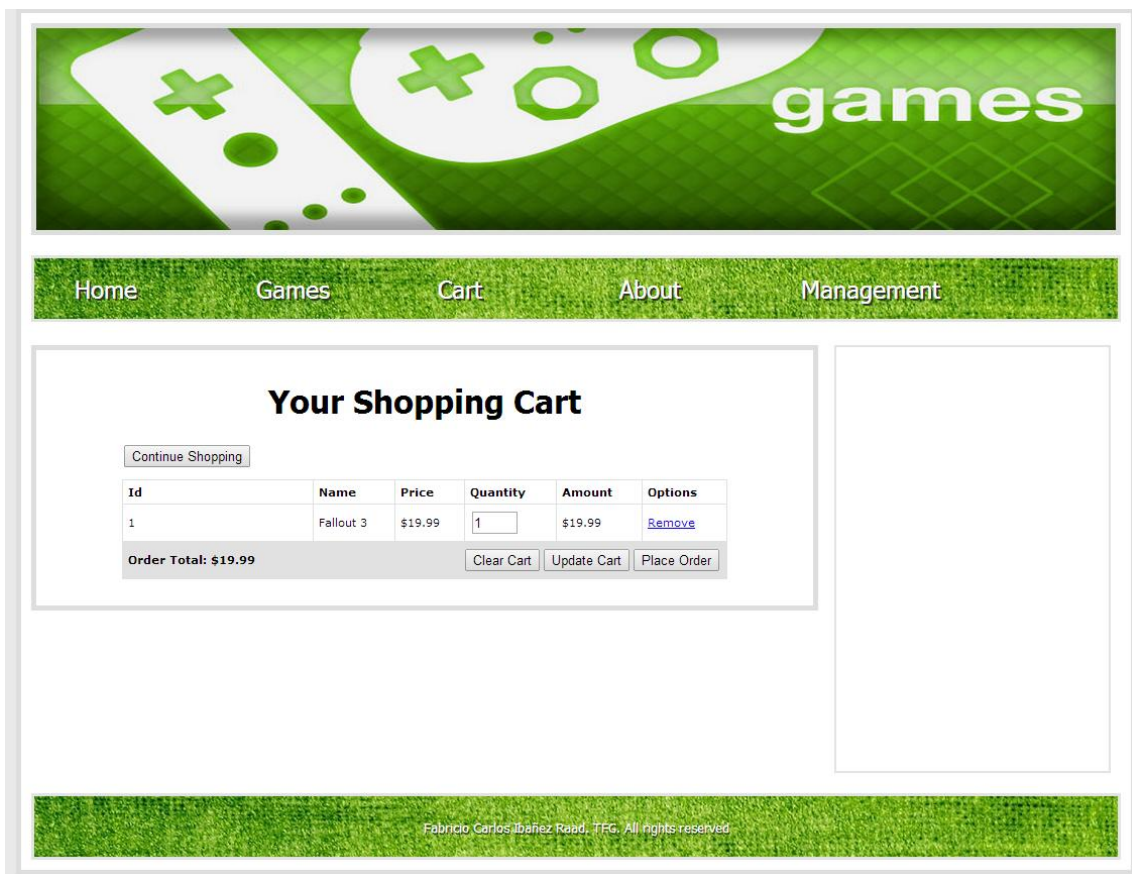 games
Home Games Cart About Management
Your Shopping Cart
Continue Shopping
Id Name Price Quantity Amount Options
1 Fallout 3 $19.99 1 $19.99 Remove
Order Total: $19.99 Clear Cart Update Cart Place Order
Fabricio Carlos Ibañez Raad. TFG. All rights reserved